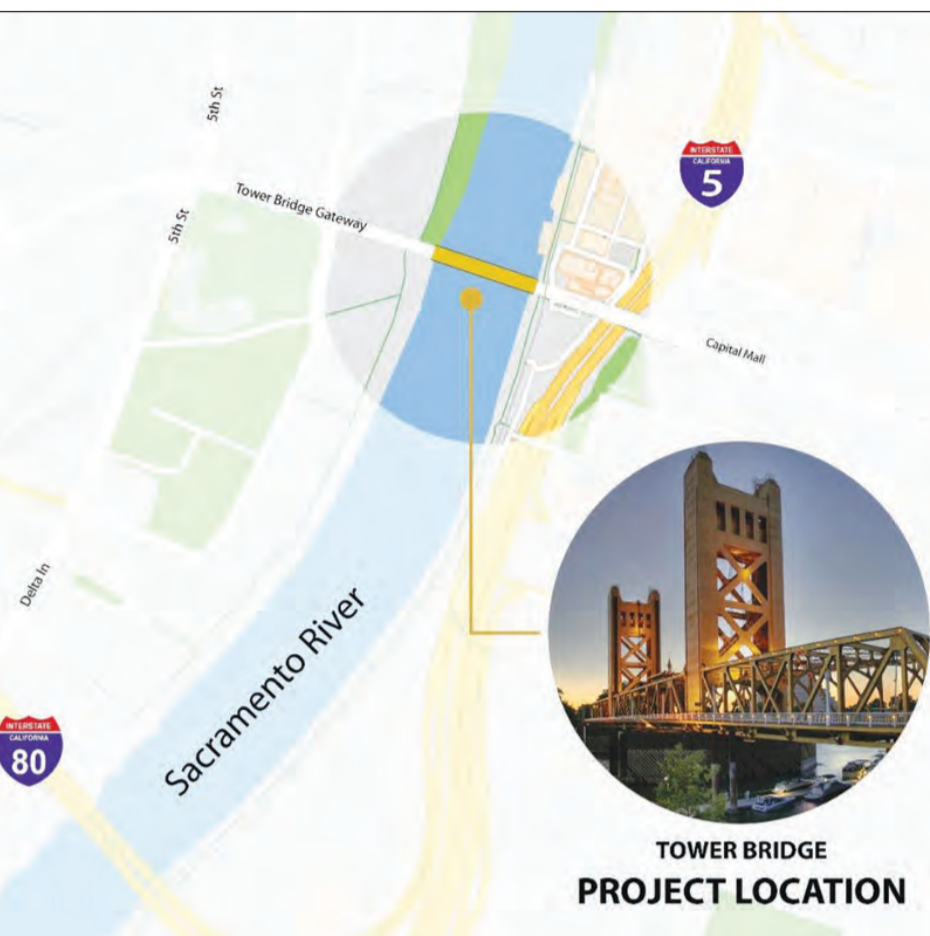 5th St
INTERSTATE
CALIFORNIA
5
Tower Bridge Gateway
5th St
Capital Mall
Delta ln
Sacramento River
INTERSTATE
CALIFORNIA
80
TOWER BRIDGE
PROJECT LOCATION